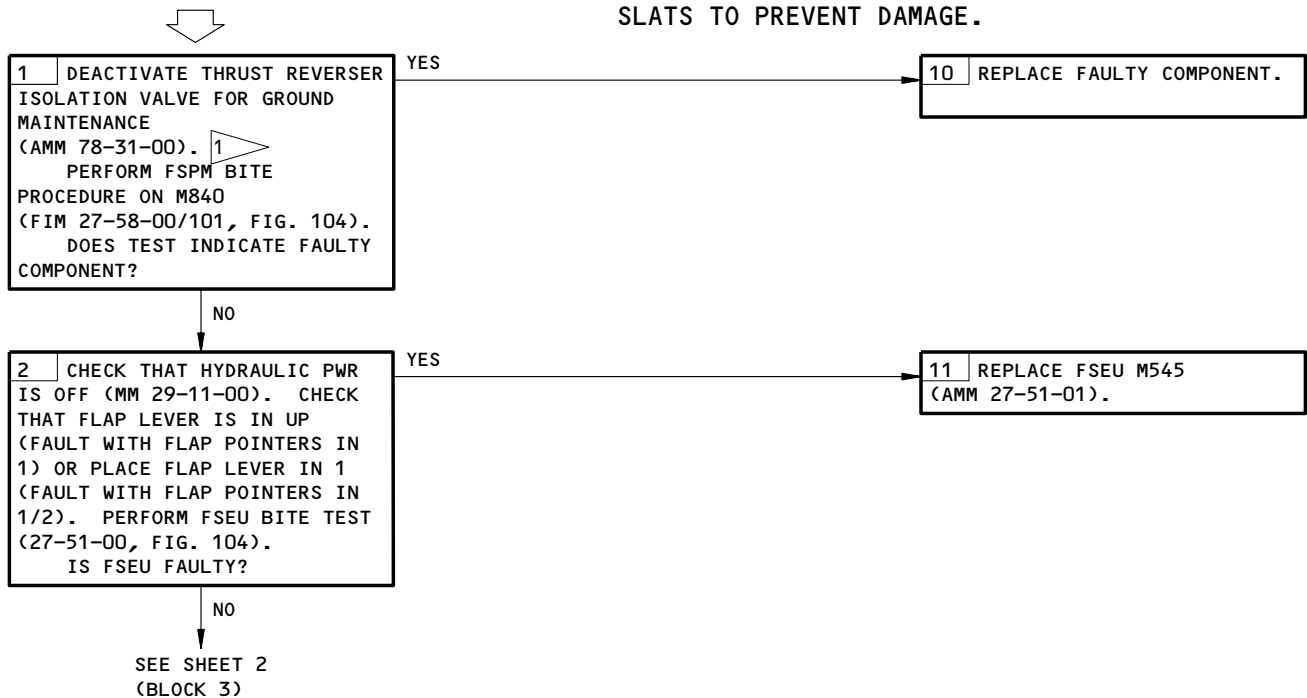 SLATS TO PREVENT DAMAGE.
1 DEACTIVATE THRUST REVERSER
ISOLATION VALVE FOR GROUND
MAINTENANCE
(AMM 78-31-00). 1
PERFORM FSPM BITE
PROCEDURE ON M840
(FIM 27-58-00/101, FIG. 104).
DOES TEST INDICATE FAULTY
COMPONENT?
YES
10 REPLACE FAULTY COMPONENT.
NO
2 CHECK THAT HYDRAULIC PWR
IS OFF (MM 29-11-00). CHECK
THAT FLAP LEVER IS IN UP
(FAULT WITH FLAP POINTERS IN
1) OR PLACE FLAP LEVER IN 1
(FAULT WITH FLAP POINTERS IN
1/2). PERFORM FSEU BITE TEST
(27-51-00, FIG. 104).
IS FSEU FAULTY?
YES
11 REPLACE FSEU M545
(AMM 27-51-01).
NO
SEE SHEET 2
(BLOCK 3)